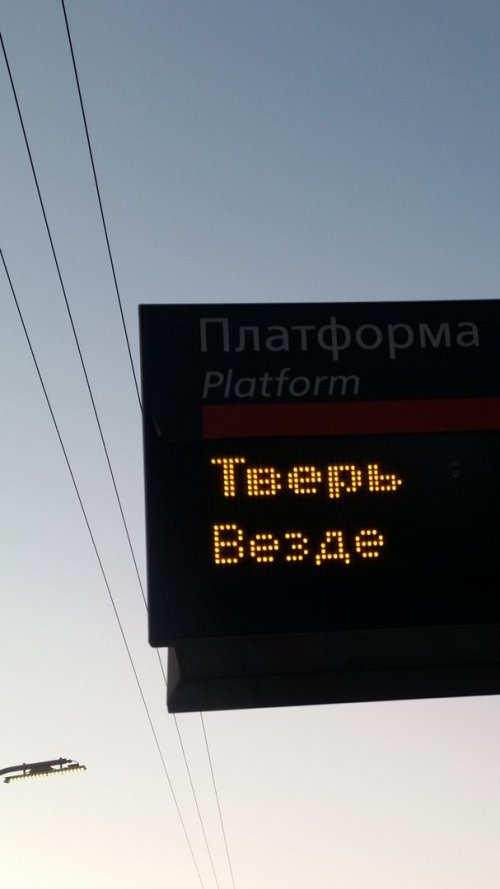 Платформа
Platform
Тверь
Везде